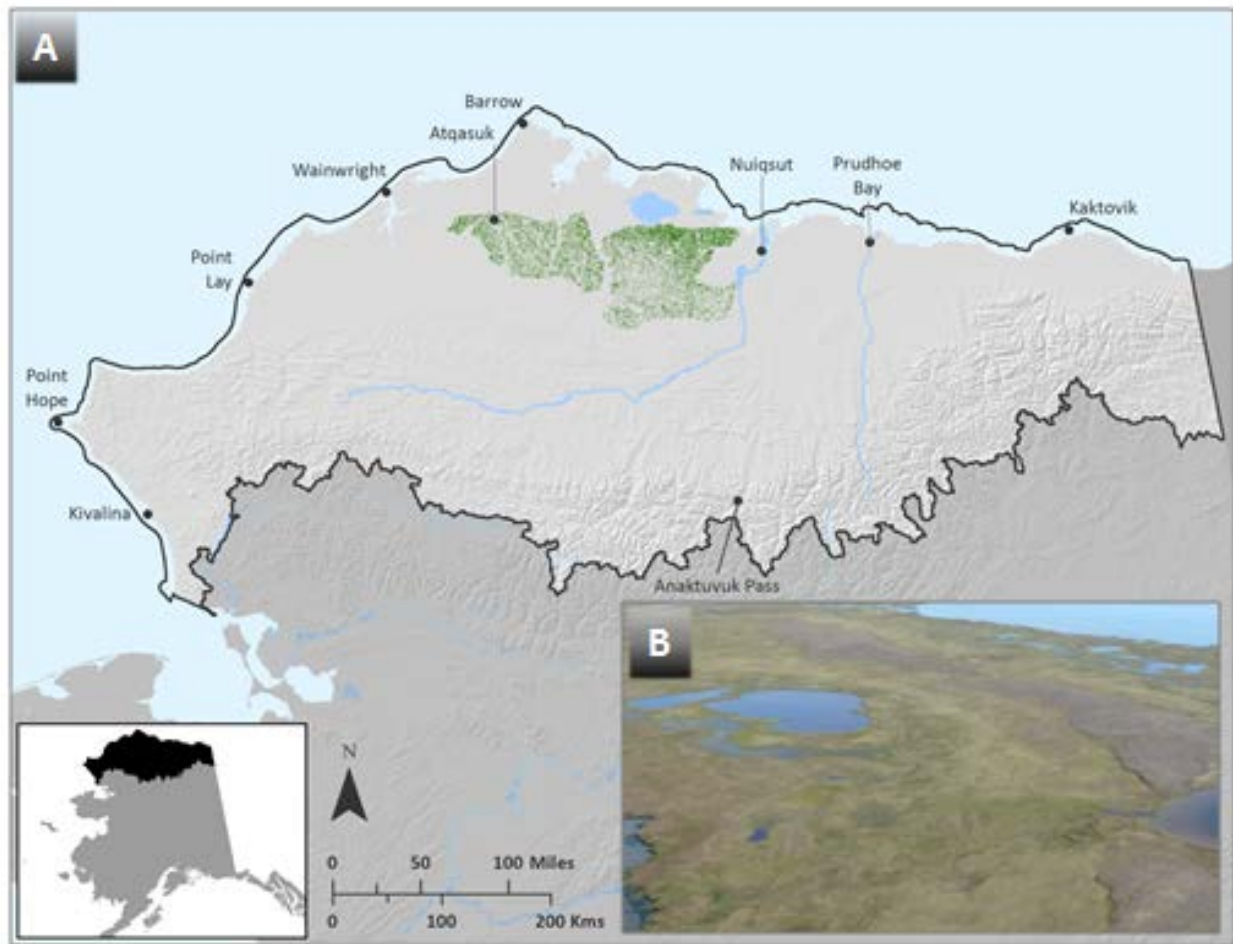 A
Barrow
Atqasuk
Wainwright
Nuiqsut
Prudhoe
Bay
Kaktovik
Point
Lay
Point
Hope
Kivalina
Anaktuvuk Pass
B
N
0 50 100 Miles
0 100 200 Kms